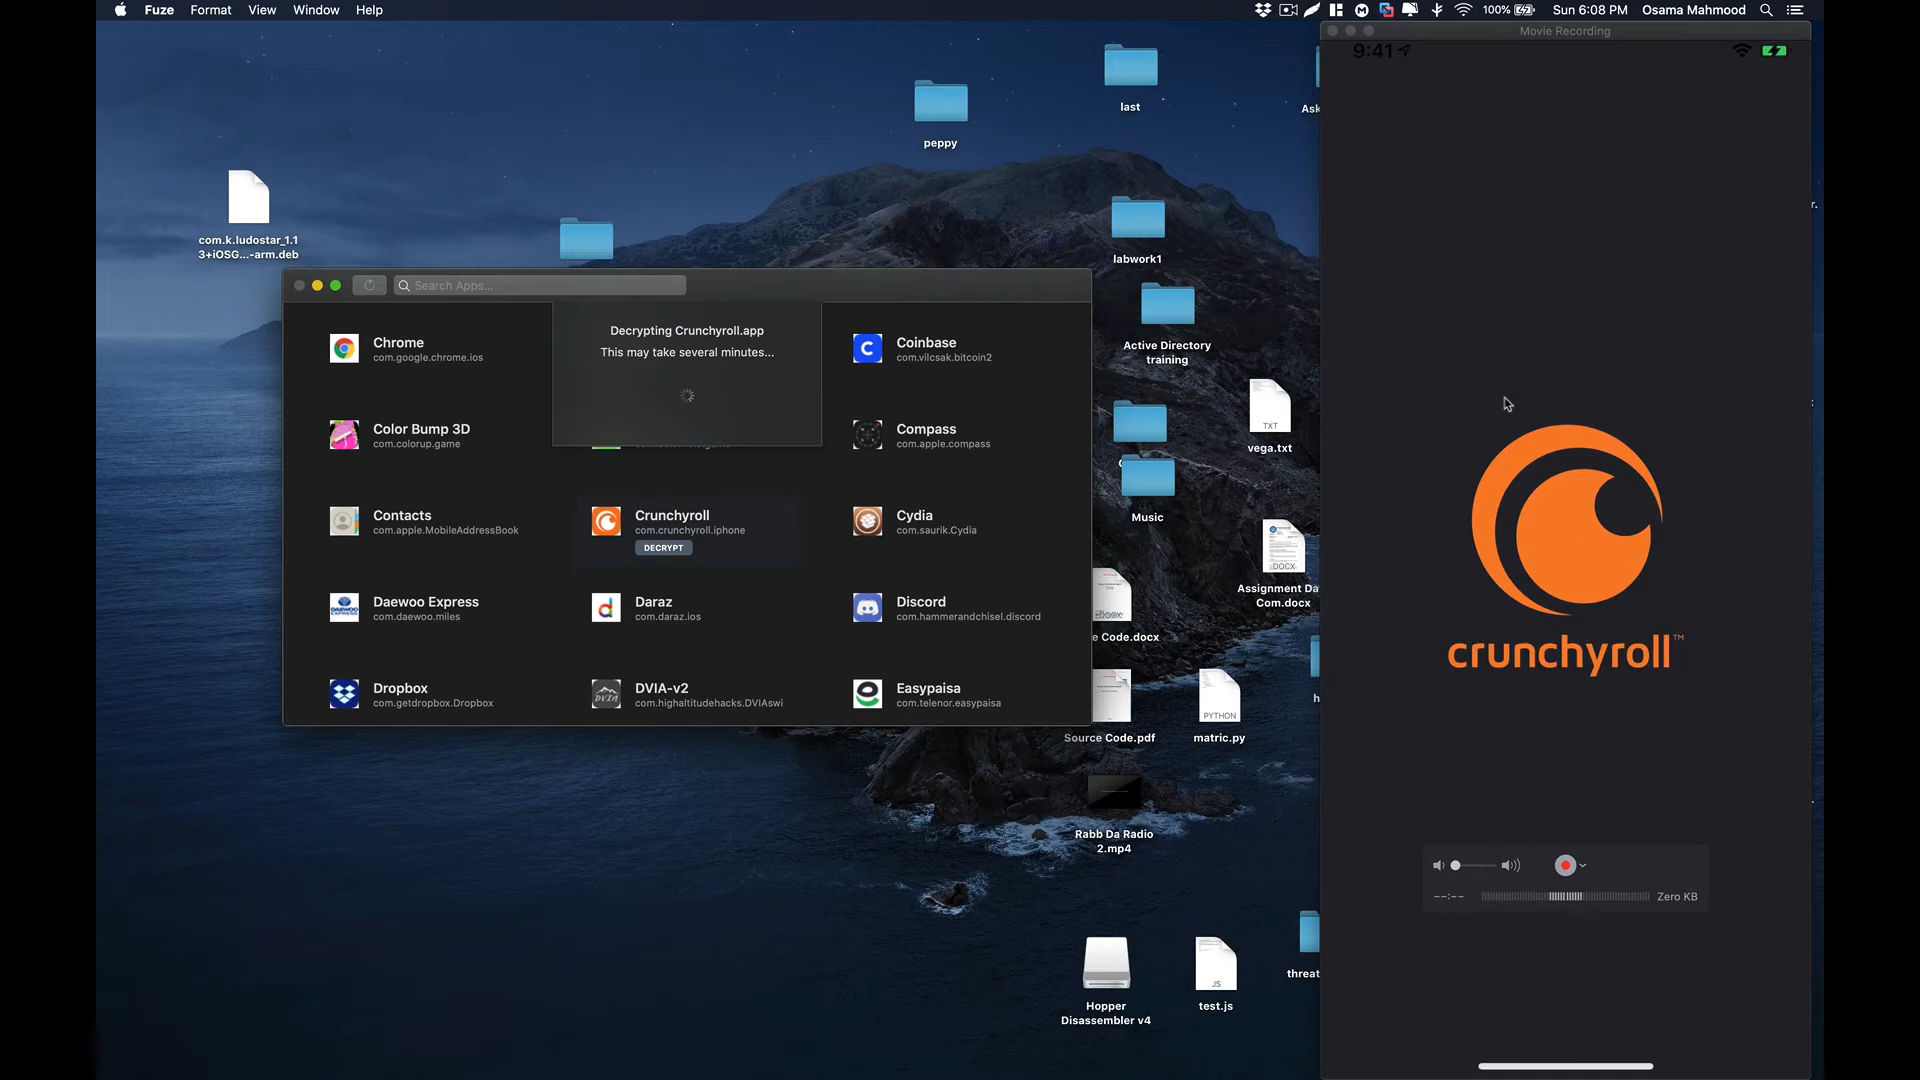 Fuze Format View Window Help
100% Sun 6:08 PM Osama Mahmood
Movie Recording
9:41
last
peppy
com.k.ludostar_1.1
3+iOSG...-arm.deb
labwork1
Search Apps...
Decrypting Crunchyroll.app
This may take several minutes...
Chrome
com.google.chrome.ios
Coinbase
com.vilcsak.bitcoin2
Color Bump 3D
com.colorup.game
Compass
com.apple.compass
Contacts
com.apple.MobileAddressBook
Crunchyroll
com.crunchyroll.iphone
DECRYPT
Cydia
com.saurik.Cydia
Daewoo Express
com.daewoo.miles
Daraz
com.daraz.ios
Discord
com.hammerandchisel.discord
Dropbox
com.getdropbox.Dropbox
DVIA-v2
com.highaltitudehacks.DVIAswi
Easypaisa
com.telenor.easypaisa
Active Directory
training
TXT
vega.txt
Music
DOCX
Assignment Da
Com.docx
e Code.docx
Source Code.pdf
PYTHON
matric.py
Rabb Da Radio
2.mp4
Hopper
Disassembler v4
JS
test.js
threat
crunchyroll™
--:-- Zero KB